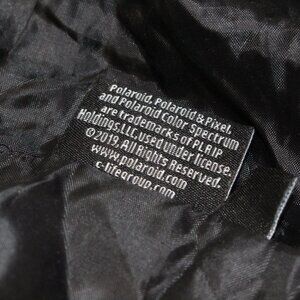 Polaroid, Polaroid & Pixel,
and Polaroid Color Spectrum
are trademarks of PLR IP
Holdings, LLC. Used under license.
©2019, All Rights Reserved.
www.polaroid.com
c-lifegroup.com